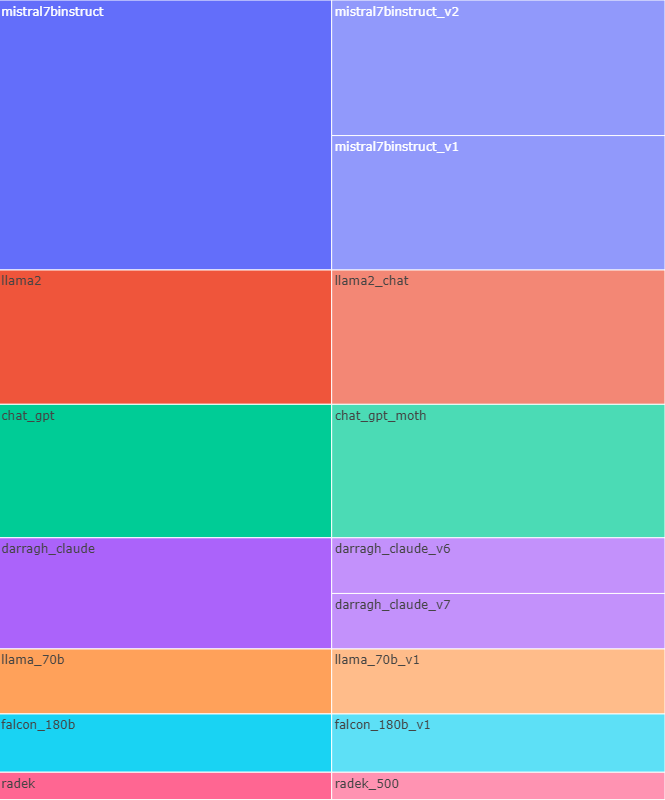 mistral7binstruct
mistral7binstruct_v2
mistral7binstruct_v1
llama2
llama2_chat
chat_gpt
chat_gpt_moth
darragh_claude
darragh_claude_v6
darragh_claude_v7
llama_70b
llama_70b_v1
falcon_180b
falcon_180b_v1
radek
radek_500